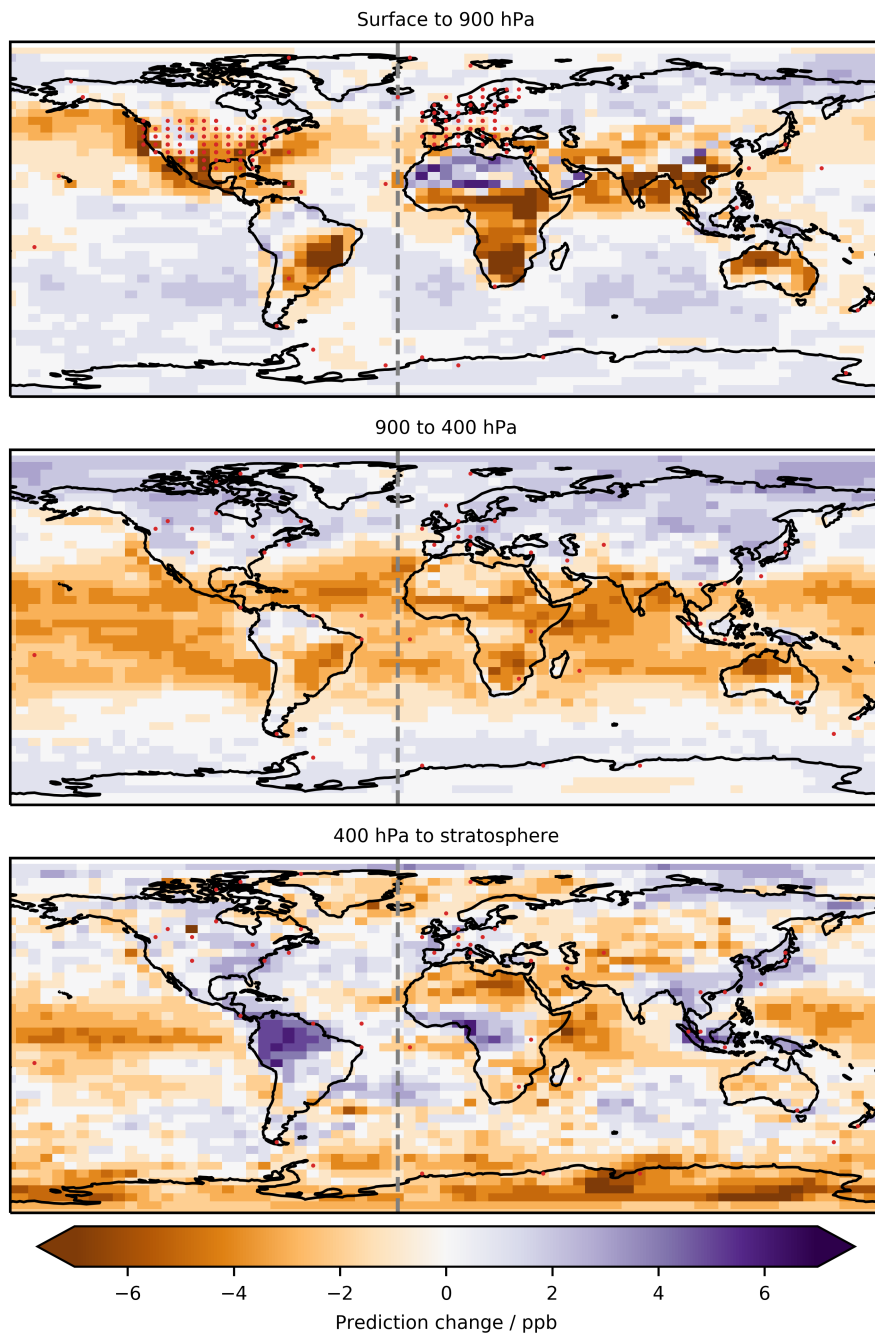 Surface to 900 hPa
900 to 400 hPa
400 hPa to stratosphere
−6 −4 −2 0 2 4 6
Prediction change / ppb